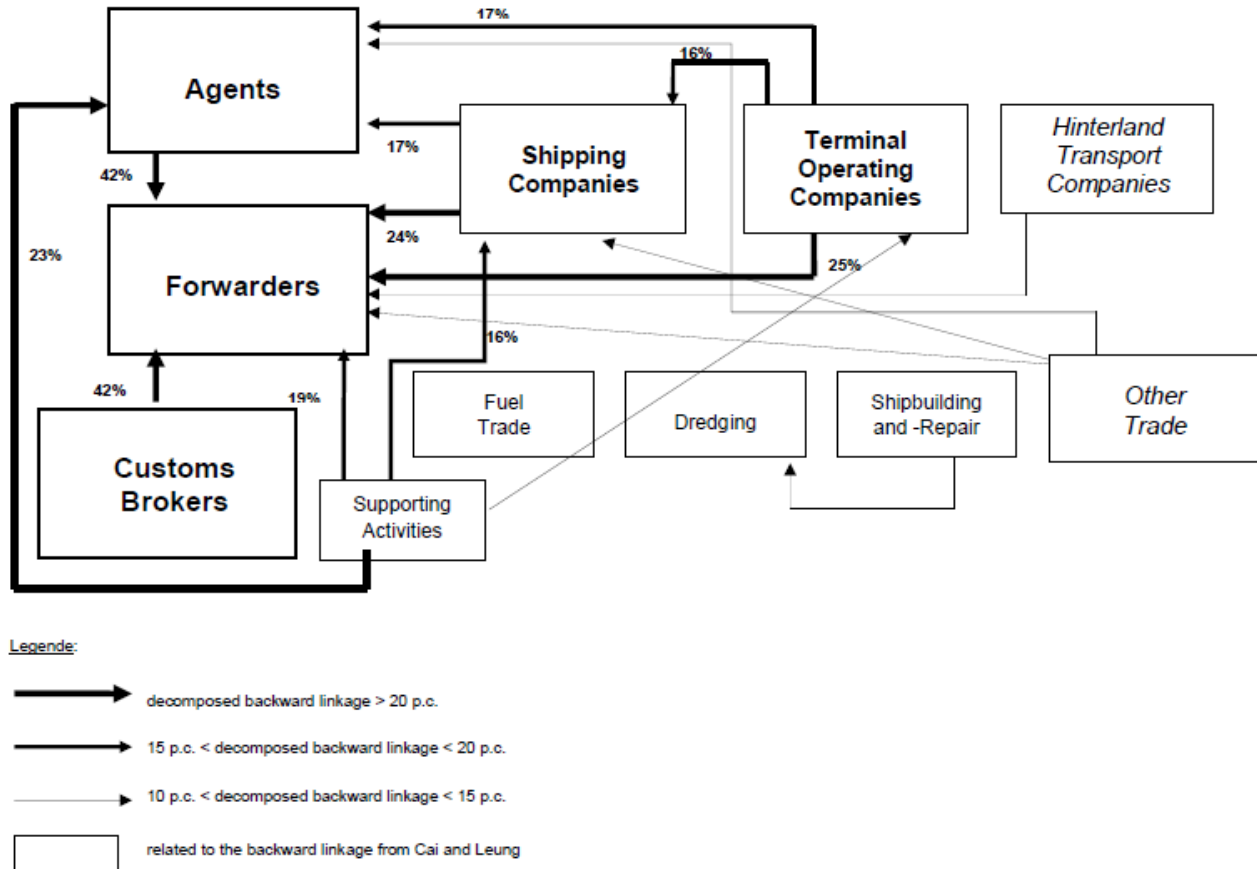 17%
16%
Agents
Hinterland
Transport
Companies
Shipping
Companies
Terminal
Operating
Companies
17%
42%
24%
23%
25%
Forwarders
16%
42%
19%
Fuel
Trade
Dredging
Shipbuilding
and -Repair
Other
Trade
Customs
Brokers
Supporting
Activities
Legende:
decomposed backward linkage > 20 p.c.
15 p.c. < decomposed backward linkage < 20 p.c.
10 p.c. < decomposed backward linkage < 15 p.c.
related to the backward linkage from Cai and Leung